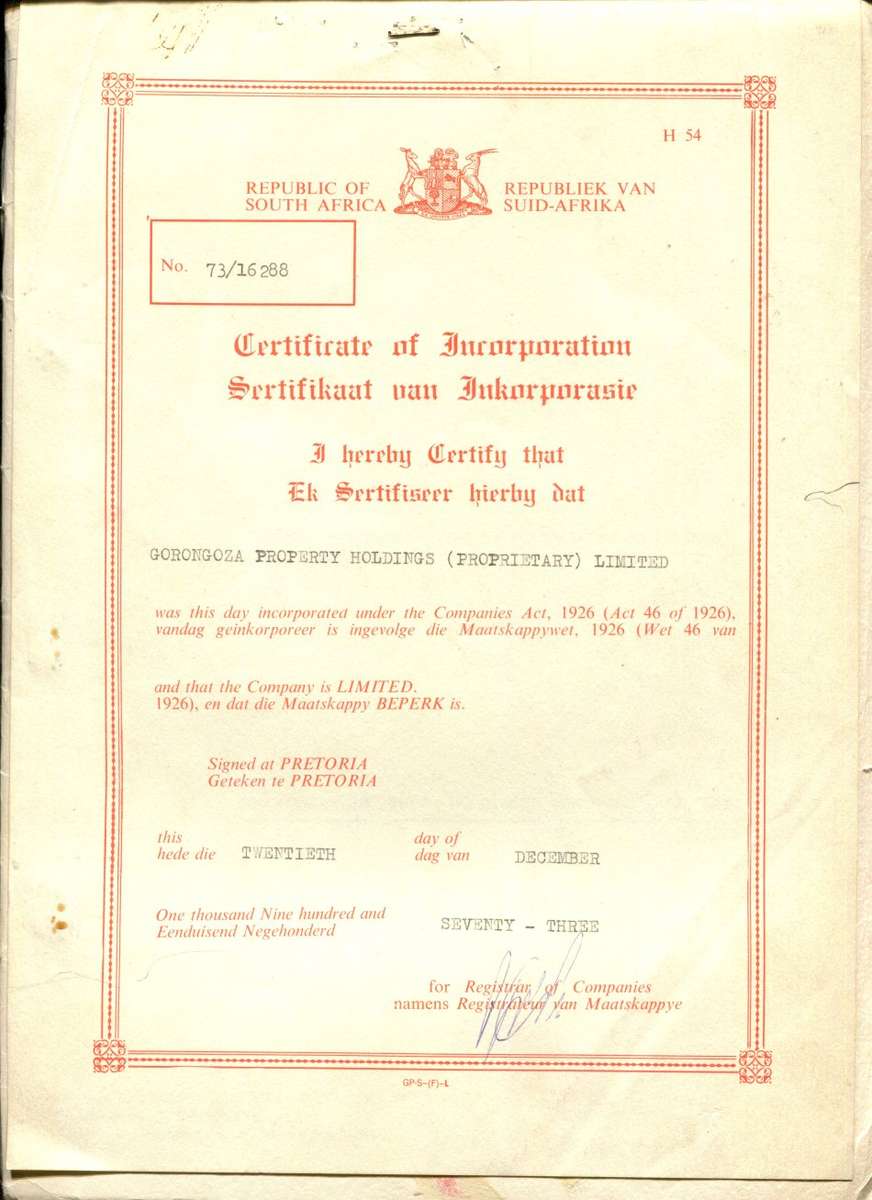 H 54
REPUBLIC OF
SOUTH AFRICA
REPUBLIEK VAN
SUID-AFRIKA
No. 73/16288
Certificate of Incorporation
Sertifikaat van Inkorporasie
I hereby Certify that
Ek Sertifiseer hierby dat
GORONGOZA PROPERTY HOLDINGS (PROPRIETARY) LIMITED
was this day incorporated under the Companies Act, 1926 (Act 46 of 1926),
vandag geinkorporeer is ingevolge die Maatskappywet, 1926 (Wet 46 van
and that the Company is LIMITED.
1926), en dat die Maatskappy BEPERK is.
Signed at PRETORIA
Geteken te PRETORIA
this day of
hede die TWENTIETH dag van DECEMBER
One thousand Nine hundred and
Eenduisend Negehonderd SEVENTY - THREE
for Registrar of Companies
namens Registrateur van Maatskappye
GP-S-(F)-L